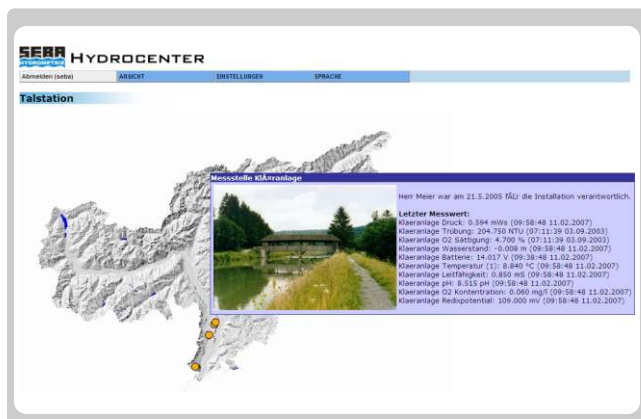 SEBA HYDROCENTER
HYDROMETRIE
Abmelden (seba) ANSICHT EINSTELLUNGEN SPRACHE
Talstation
Messstelle KlÃ¤ranlage
Herr Meier war am 21.5.2005 fÃ¼r die Installation verantwortlich.
Letzter Messwert:
Klaeranlage Druck: 0.594 mWs (09:58:48 11.02.2007)
Klaeranlage Trübung: 204.750 NTU (07:11:39 03.09.2003)
Klaeranlage O2 Sättigung: 4.700 % (07:11:39 03.09.2003)
Klaeranlage Wasserstand: -0.008 m (09:58:48 11.02.2007)
Klaeranlage Batterie: 14.017 V (09:38:48 11.02.2007)
Klaeranlage Temperatur (1): 8.840 °C (09:58:48 11.02.2007)
Klaeranlage Leitfähigkeit: 0.850 mS (09:58:48 11.02.2007)
Klaeranlage pH: 8.515 pH (09:58:48 11.02.2007)
Klaeranlage O2 Kontentration: 0.060 mg/l (09:58:48 11.02.2007)
Klaeranlage Redixpotential: 109.000 mV (09:58:48 11.02.2007)